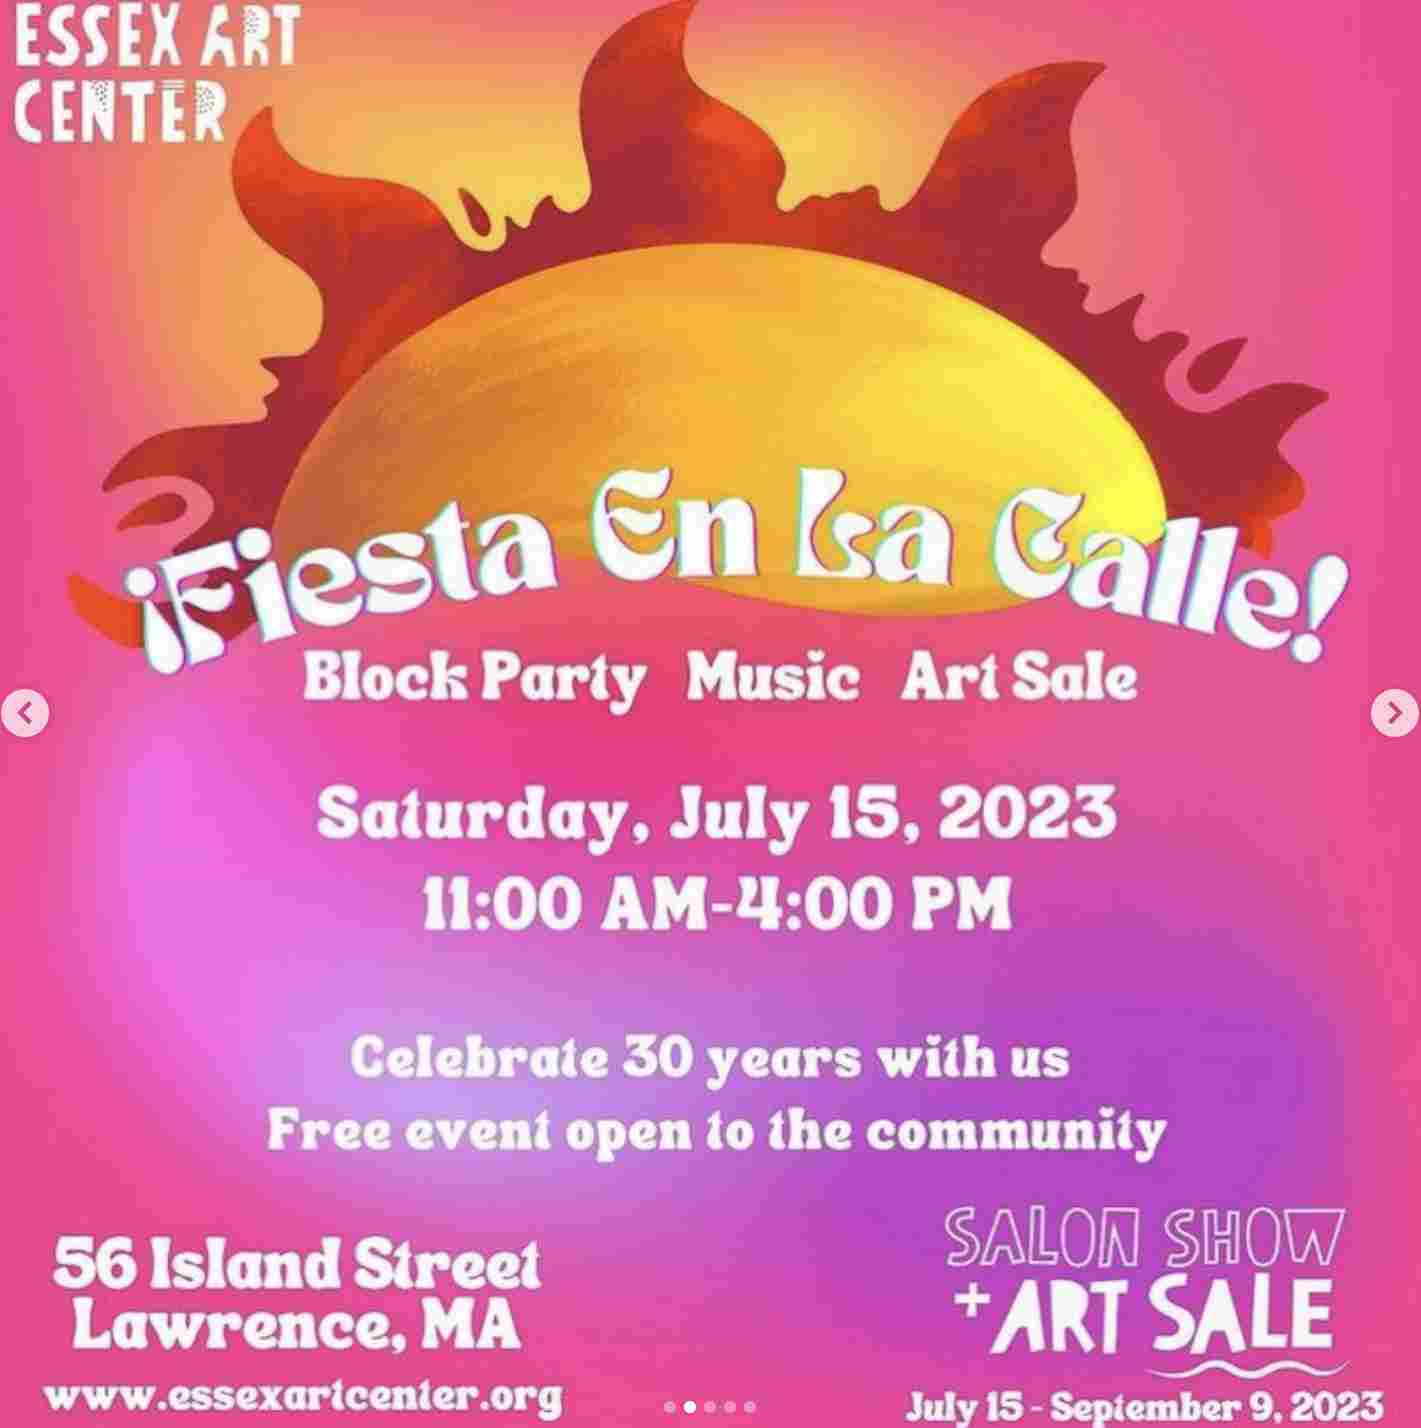 ESSEX ART
CENTER
¡Fiesta En La Calle!
Block Party Music Art Sale
Saturday, July 15, 2023
11:00 AM-4:00 PM
Celebrate 30 years with us
Free event open to the community
56 Island Street
Lawrence, MA
www.essexartcenter.org
SALON SHOW
+ ART SALE
July 15 - September 9, 2023